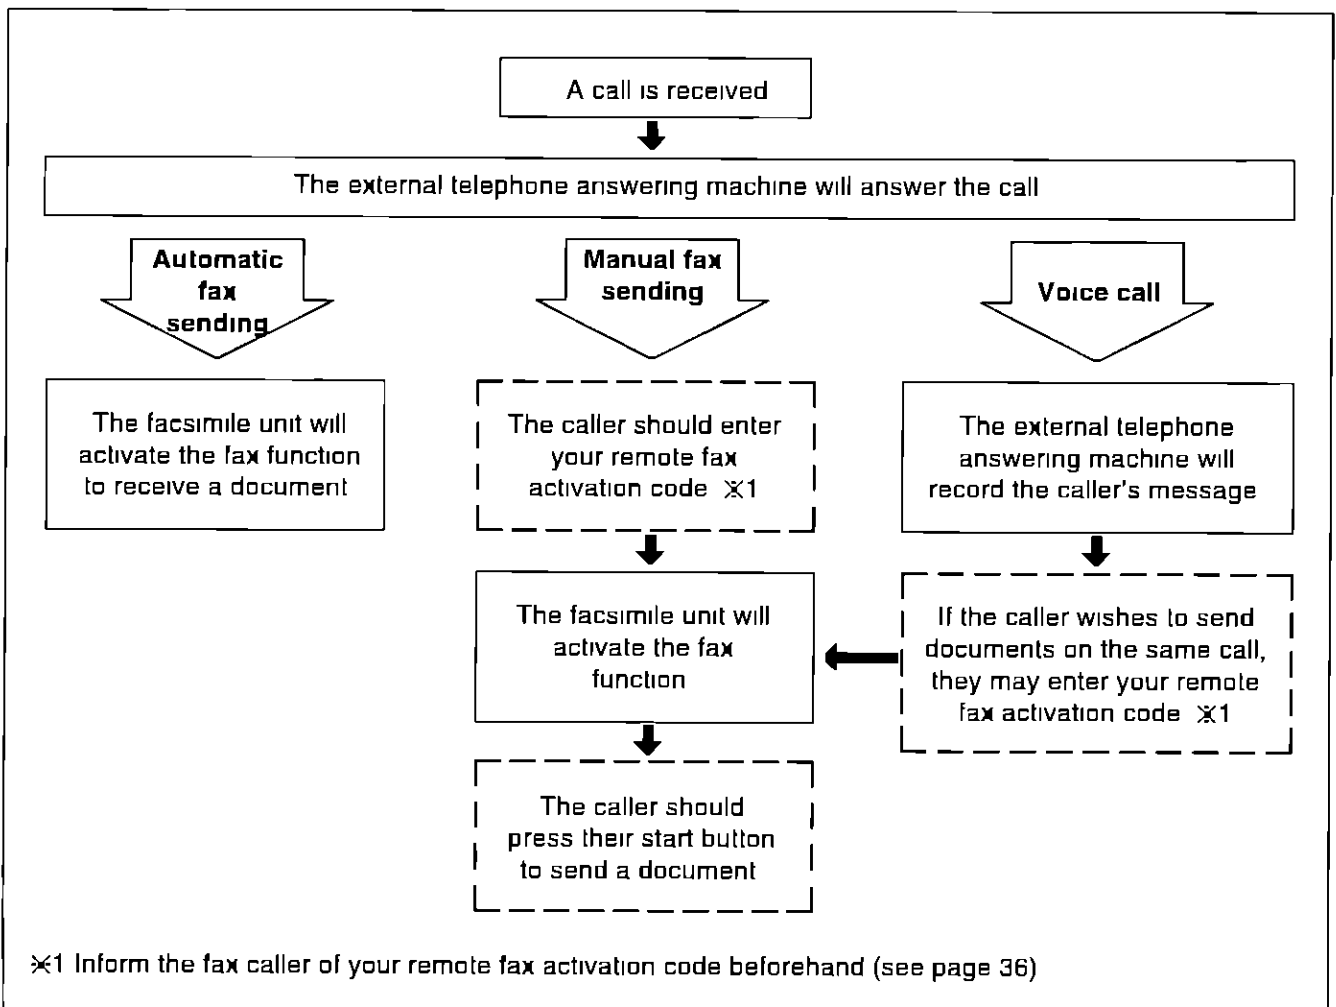 A call is received
The external telephone answering machine will answer the call
Automatic
fax
sending
Manual fax
sending
Voice call
The facsimile unit will
activate the fax function
to receive a document
The caller should enter
your remote fax
activation code ※1
The external telephone
answering machine will
record the caller's message
The facsimile unit will
activate the fax
function
If the caller wishes to send
documents on the same call,
they may enter your remote
fax activation code ※1
The caller should
press their start button
to send a document
※1 Inform the fax caller of your remote fax activation code beforehand (see page 36)